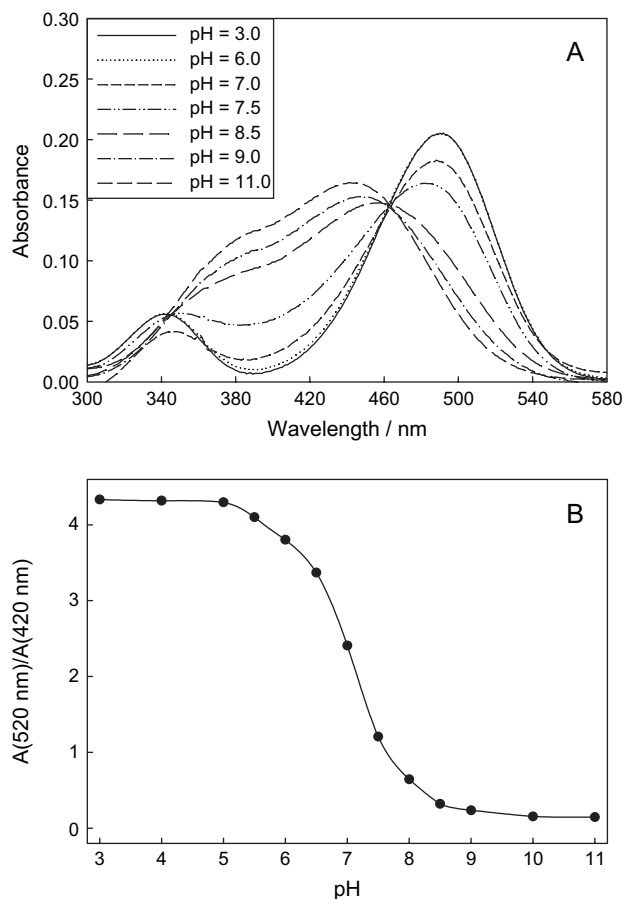 A
pH = 3.0
pH = 6.0
pH = 7.0
pH = 7.5
pH = 8.5
pH = 9.0
pH = 11.0
Absorbance
0.30
0.25
0.20
0.15
0.10
0.05
0.00
300 340 380 420 460 500 540 580
Wavelength / nm
B
A(520 nm)/A(420 nm)
4
3
2
1
0
3 4 5 6 7 8 9 10 11
pH